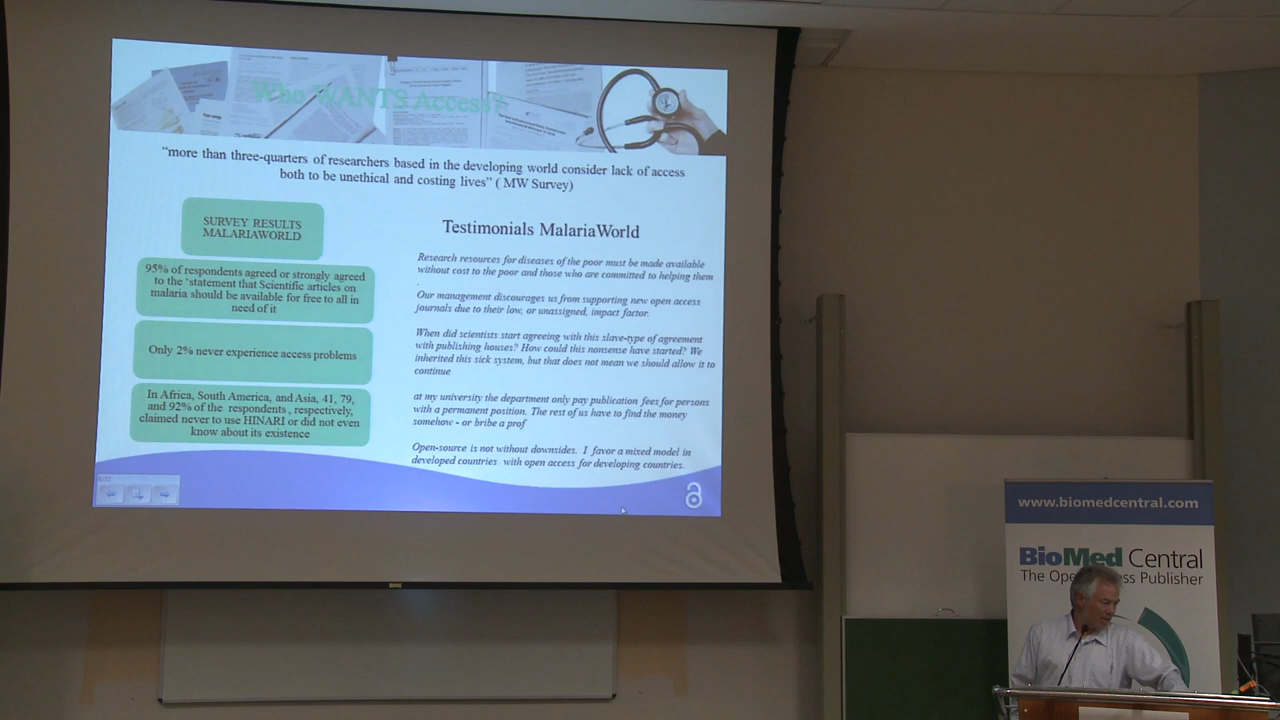 Who WANTS Access?
“more than three-quarters of researchers based in the developing world consider lack of access
both to be unethical and costing lives” ( MW Survey)
SURVEY RESULTS
MALARIAWORLD
95% of respondents agreed or strongly agreed
to the ‘statement that Scientific articles on
malaria should be available for free to all in
need of it
Only 2% never experience access problems
In Africa, South America, and Asia, 41, 79,
and 92% of the respondents , respectively,
claimed never to use HINARI or did not even
know about its existence
Testimonials MalariaWorld
Research resources for diseases of the poor must be made available
without cost to the poor and those who are committed to helping them
.
Our management discourages us from supporting new open access
journals due to their low, or unassigned, impact factor.
When did scientists start agreeing with this slave-type of agreement
with publishing houses? How could this nonsense have started? We
inherited this sick system, but that does not mean we should allow it to
continue
at my university the department only pay publication fees for persons
with a permanent position. The rest of us have to find the money
somehow - or bribe a prof
Open-source is not without downsides. I favor a mixed model in
developed countries with open access for developing countries.
www.biomedcentral.com
BioMed Central
The Open ess Publisher